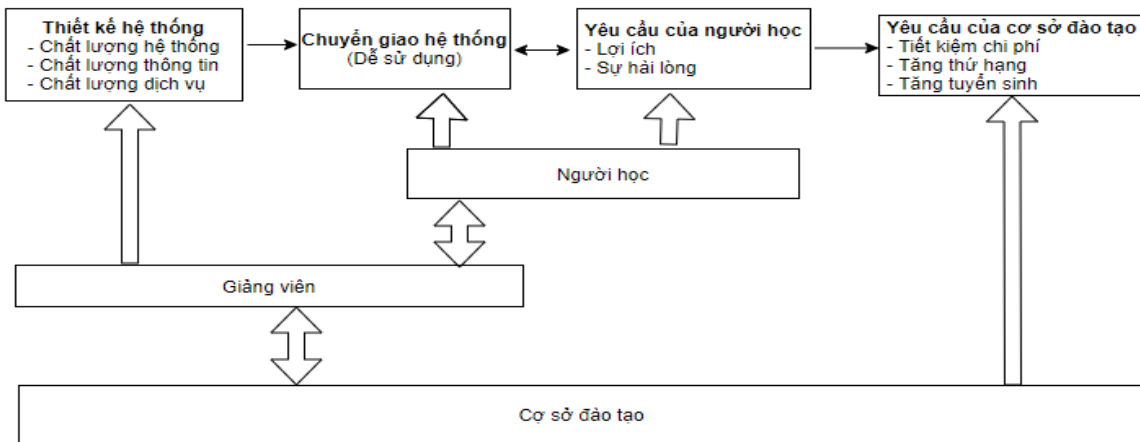 Thiết kế hệ thống
- Chất lượng hệ thống
- Chất lượng thông tin
- Chất lượng dịch vụ
Chuyển giao hệ thống
(Dễ sử dụng)
Yêu cầu của người học
- Lợi ích
- Sự hải lòng
Yêu cầu của cơ sở đào tạo
- Tiết kiệm chi phí
- Tăng thứ hạng
- Tăng tuyển sinh
Người học
Giảng viên
Cợ sở đào tạo